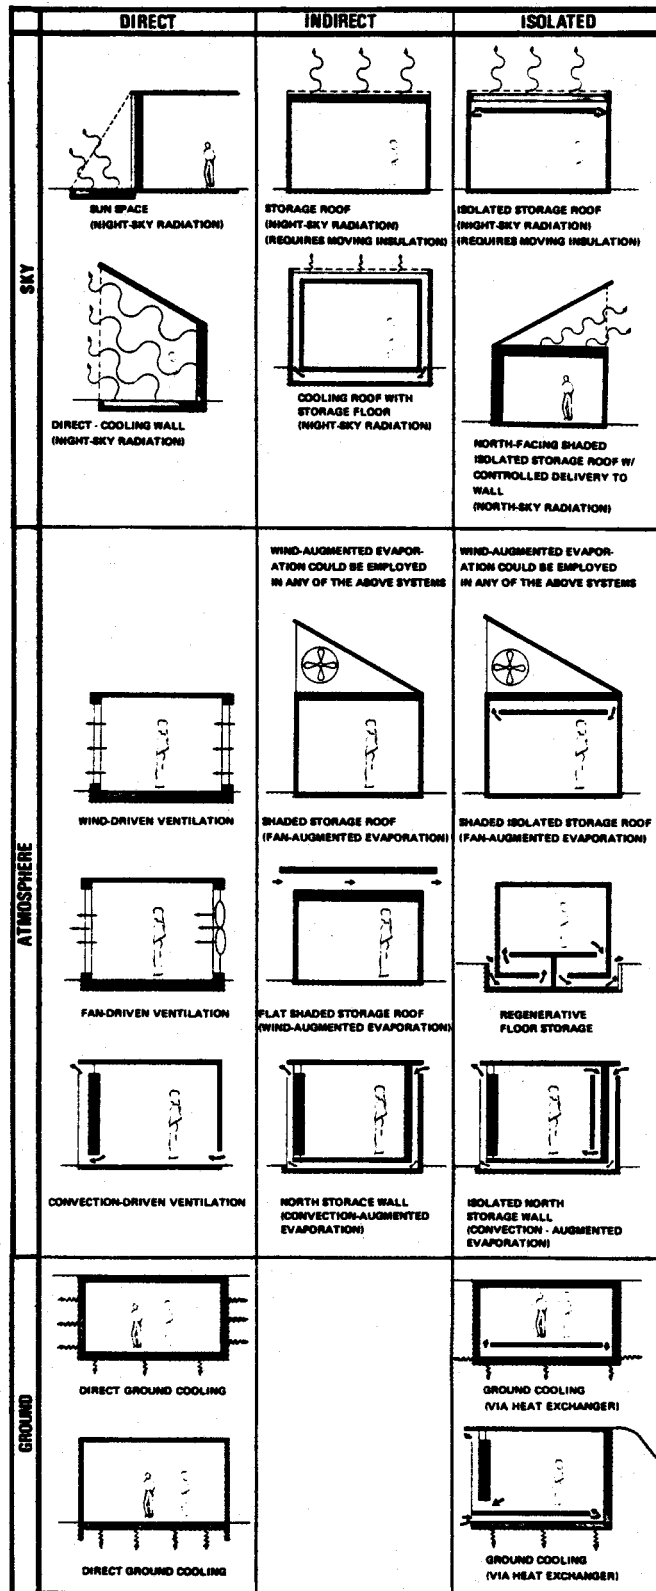 DIRECT
INDIRECT
ISOLATED
SKY
SUN SPACE
(NIGHT-SKY RADIATION)
STORAGE ROOF
(NIGHT-SKY RADIATION)
(REQUIRES MOVING INSULATION)
ISOLATED STORAGE ROOF
(NIGHT-SKY RADIATION)
(REQUIRES MOVING INSULATION)
DIRECT - COOLING WALL
(NIGHT-SKY RADIATION)
COOLING ROOF WITH
STORAGE FLOOR
(NIGHT-SKY RADIATION)
NORTH-FACING SHADED
ISOLATED STORAGE ROOF W/
CONTROLLED DELIVERY TO
WALL
(NORTH-SKY RADIATION)
ATMOSPHERE
WIND-AUGMENTED EVAPOR-
ATION COULD BE EMPLOYED
IN ANY OF THE ABOVE SYSTEMS
WIND-AUGMENTED EVAPOR-
ATION COULD BE EMPLOYED
IN ANY OF THE ABOVE SYSTEMS
WIND-DRIVEN VENTILATION
SHADED STORAGE ROOF
(FAN-AUGMENTED EVAPORATION)
SHADED ISOLATED STORAGE ROOF
(FAN-AUGMENTED EVAPORATION)
FAN-DRIVEN VENTILATION
FLAT SHADED STORAGE ROOF
(WIND-AUGMENTED EVAPORATION)
REGENERATIVE
FLOOR STORAGE
CONVECTION-DRIVEN VENTILATION
NORTH STORACE WALL
(CONVECTION-AUGMENTED
EVAPORATION)
ISOLATED NORTH
STORAGE WALL
(CONVECTION - AUGMENTED
EVAPORATION)
GROUND
DIRECT GROUND COOLING
GROUND COOLING
(VIA HEAT EXCHANGER)
DIRECT GROUND COOLING
GROUND COOLING
(VIA HEAT EXCHANGER)